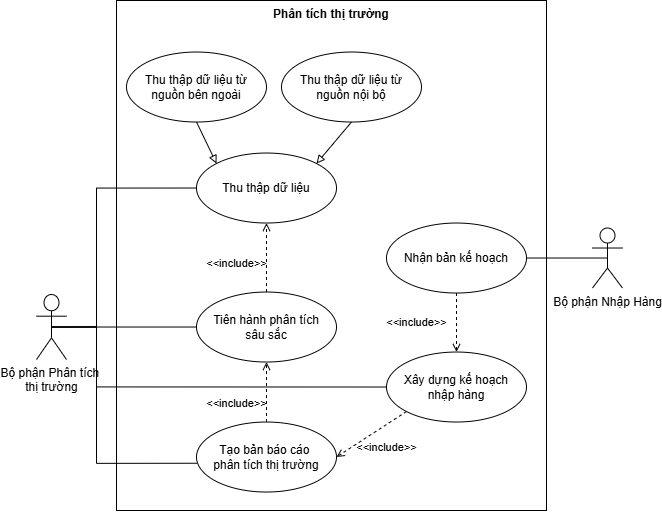 Phân tích thị trường
Thu thập dữ liệu từ
nguồn bên ngoài
Thu thập dữ liệu từ
nguồn nội bộ
Thu thập dữ liệu
<<include>>
Nhận bản kế hoạch
Bộ phận Nhập Hàng
Tiên hành phân tích
sâu sắc
<<include>>
Bộ phận Phân tích
thị trường
Xây dựng kế hoạch
nhập hàng
<<include>>
Tạo bản báo cáo
phân tích thị trường
<<include>>